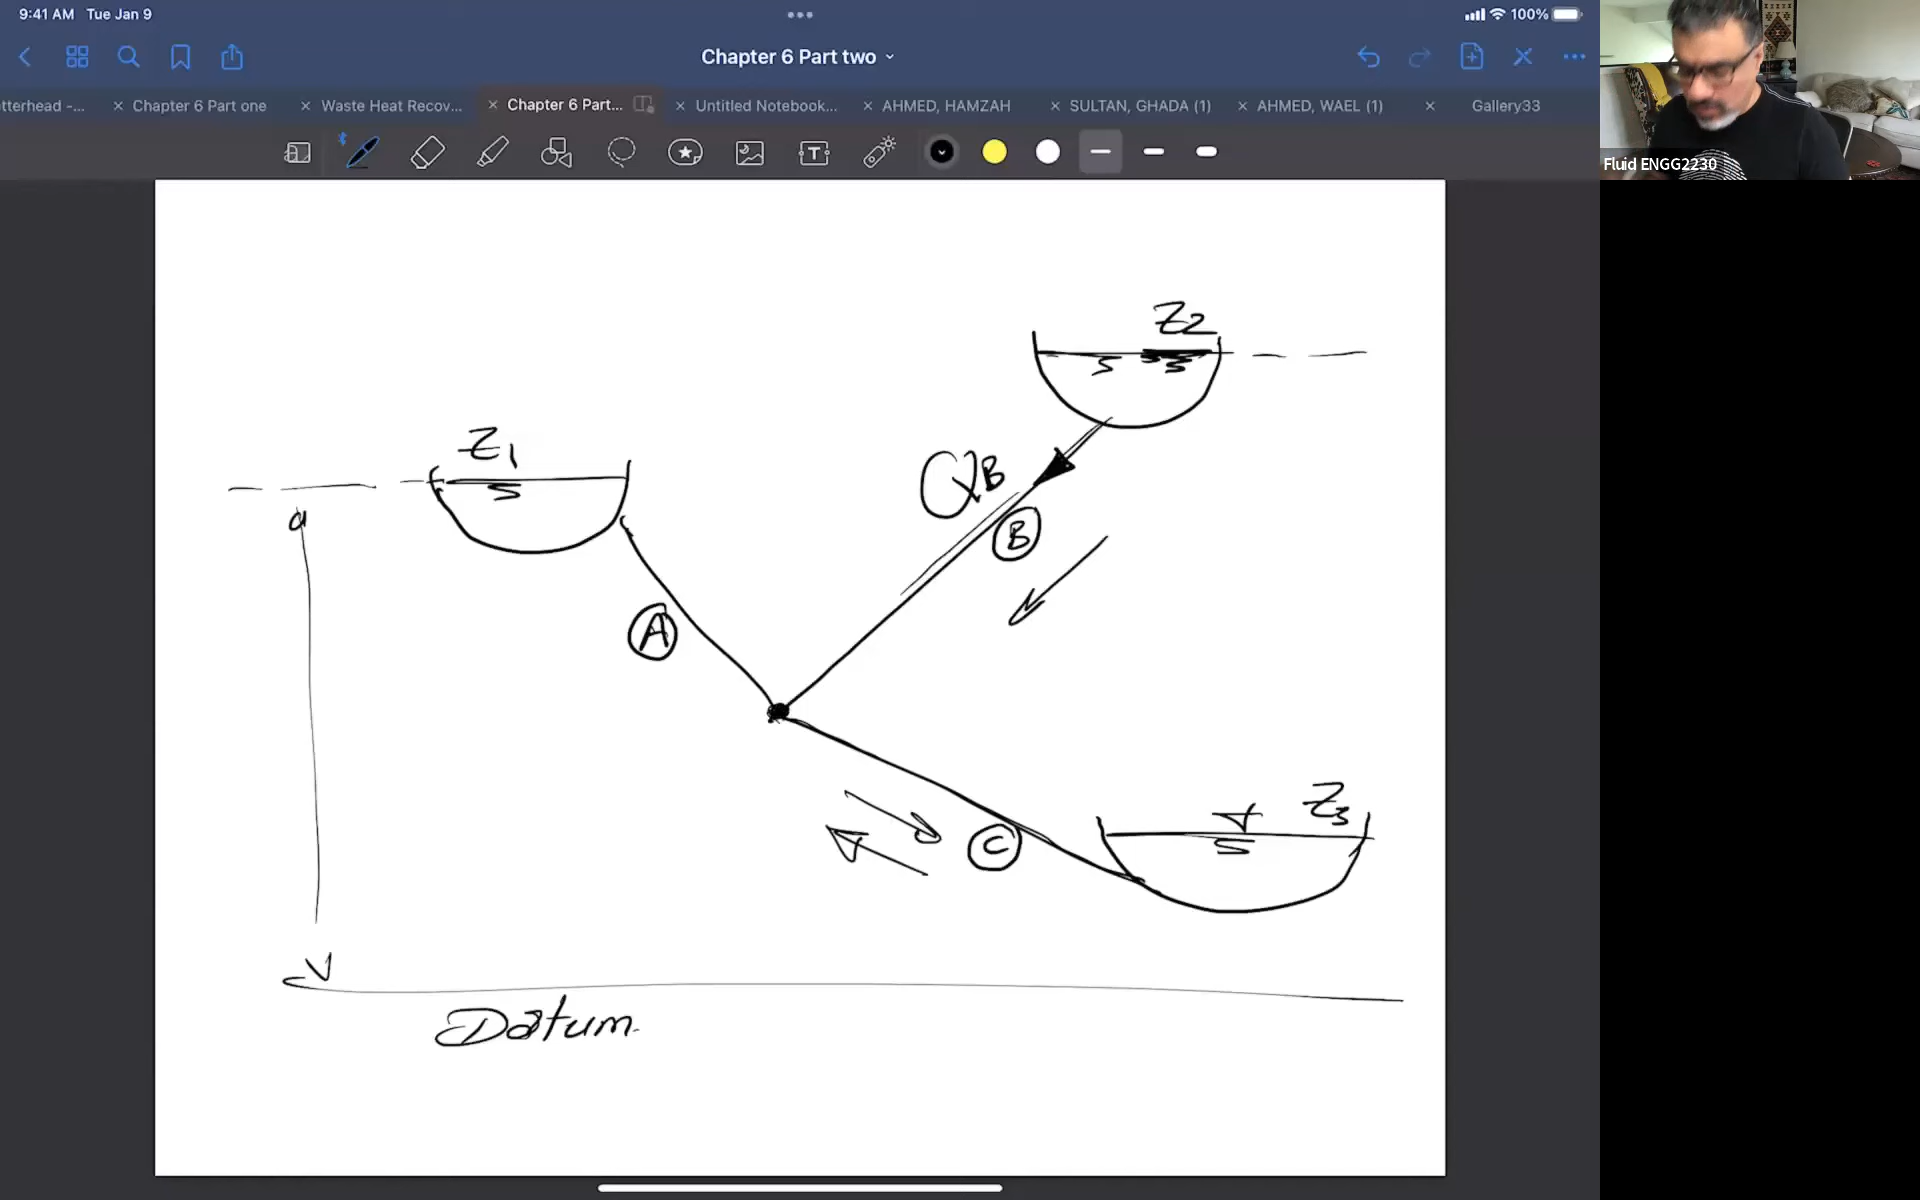 9:41 AM Tue Jan 9
100%
Chapter 6 Part two
etterhead -...
Chapter 6 Part one
Waste Heat Recov...
Chapter 6 Part...
Untitled Notebook...
AHMED, HAMZAH
SULTAN, GHADA (1)
AHMED, WAEL (1)
Gallery33
T
Fluid ENGG2230
Z2
Z1
QB
B
A
Z3
C
Datum